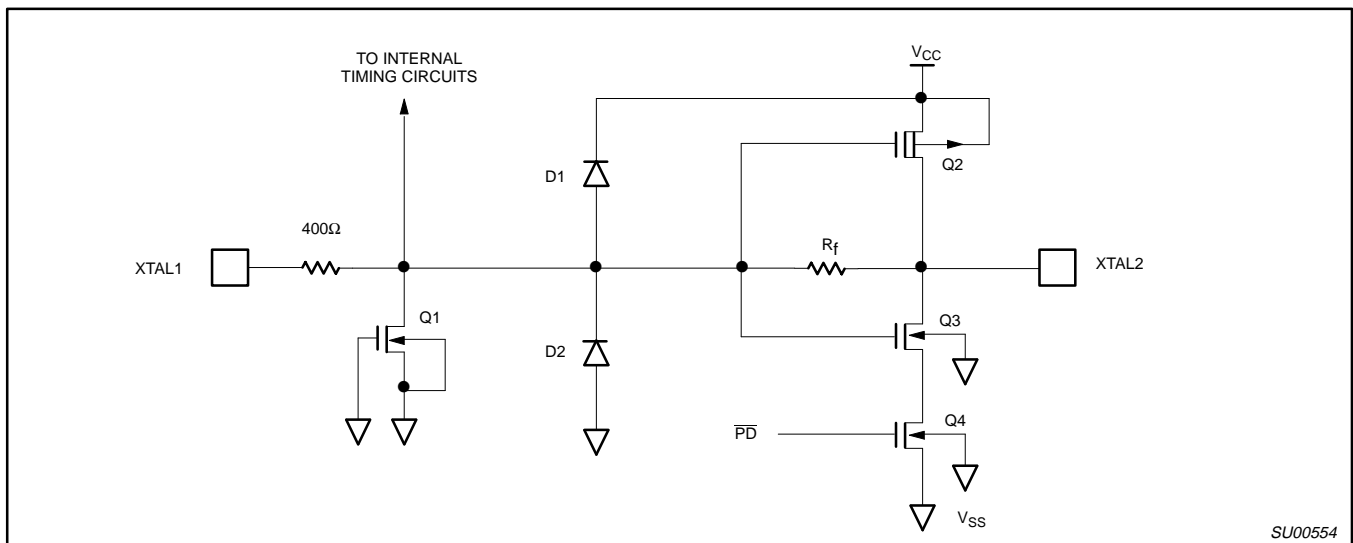 TO INTERNAL
TIMING CIRCUITS
VCC
Q2
D1
400Ω
Rf
XTAL1
XTAL2
Q1
Q3
D2
PD
Q4
VSS
SU00554